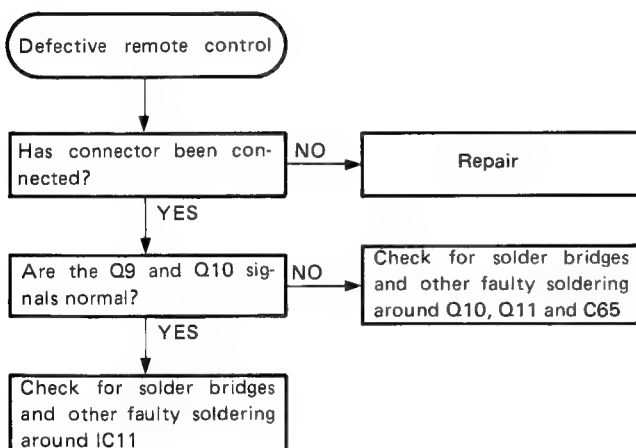 Defective remote control
Has connector been con-
nected?
NO
Repair
YES
Are the Q9 and Q10 sig-
nals normal?
NO
Check for solder bridges
and other faulty soldering
around Q10, Q11 and C65
YES
Check for solder bridges
and other faulty soldering
around IC11